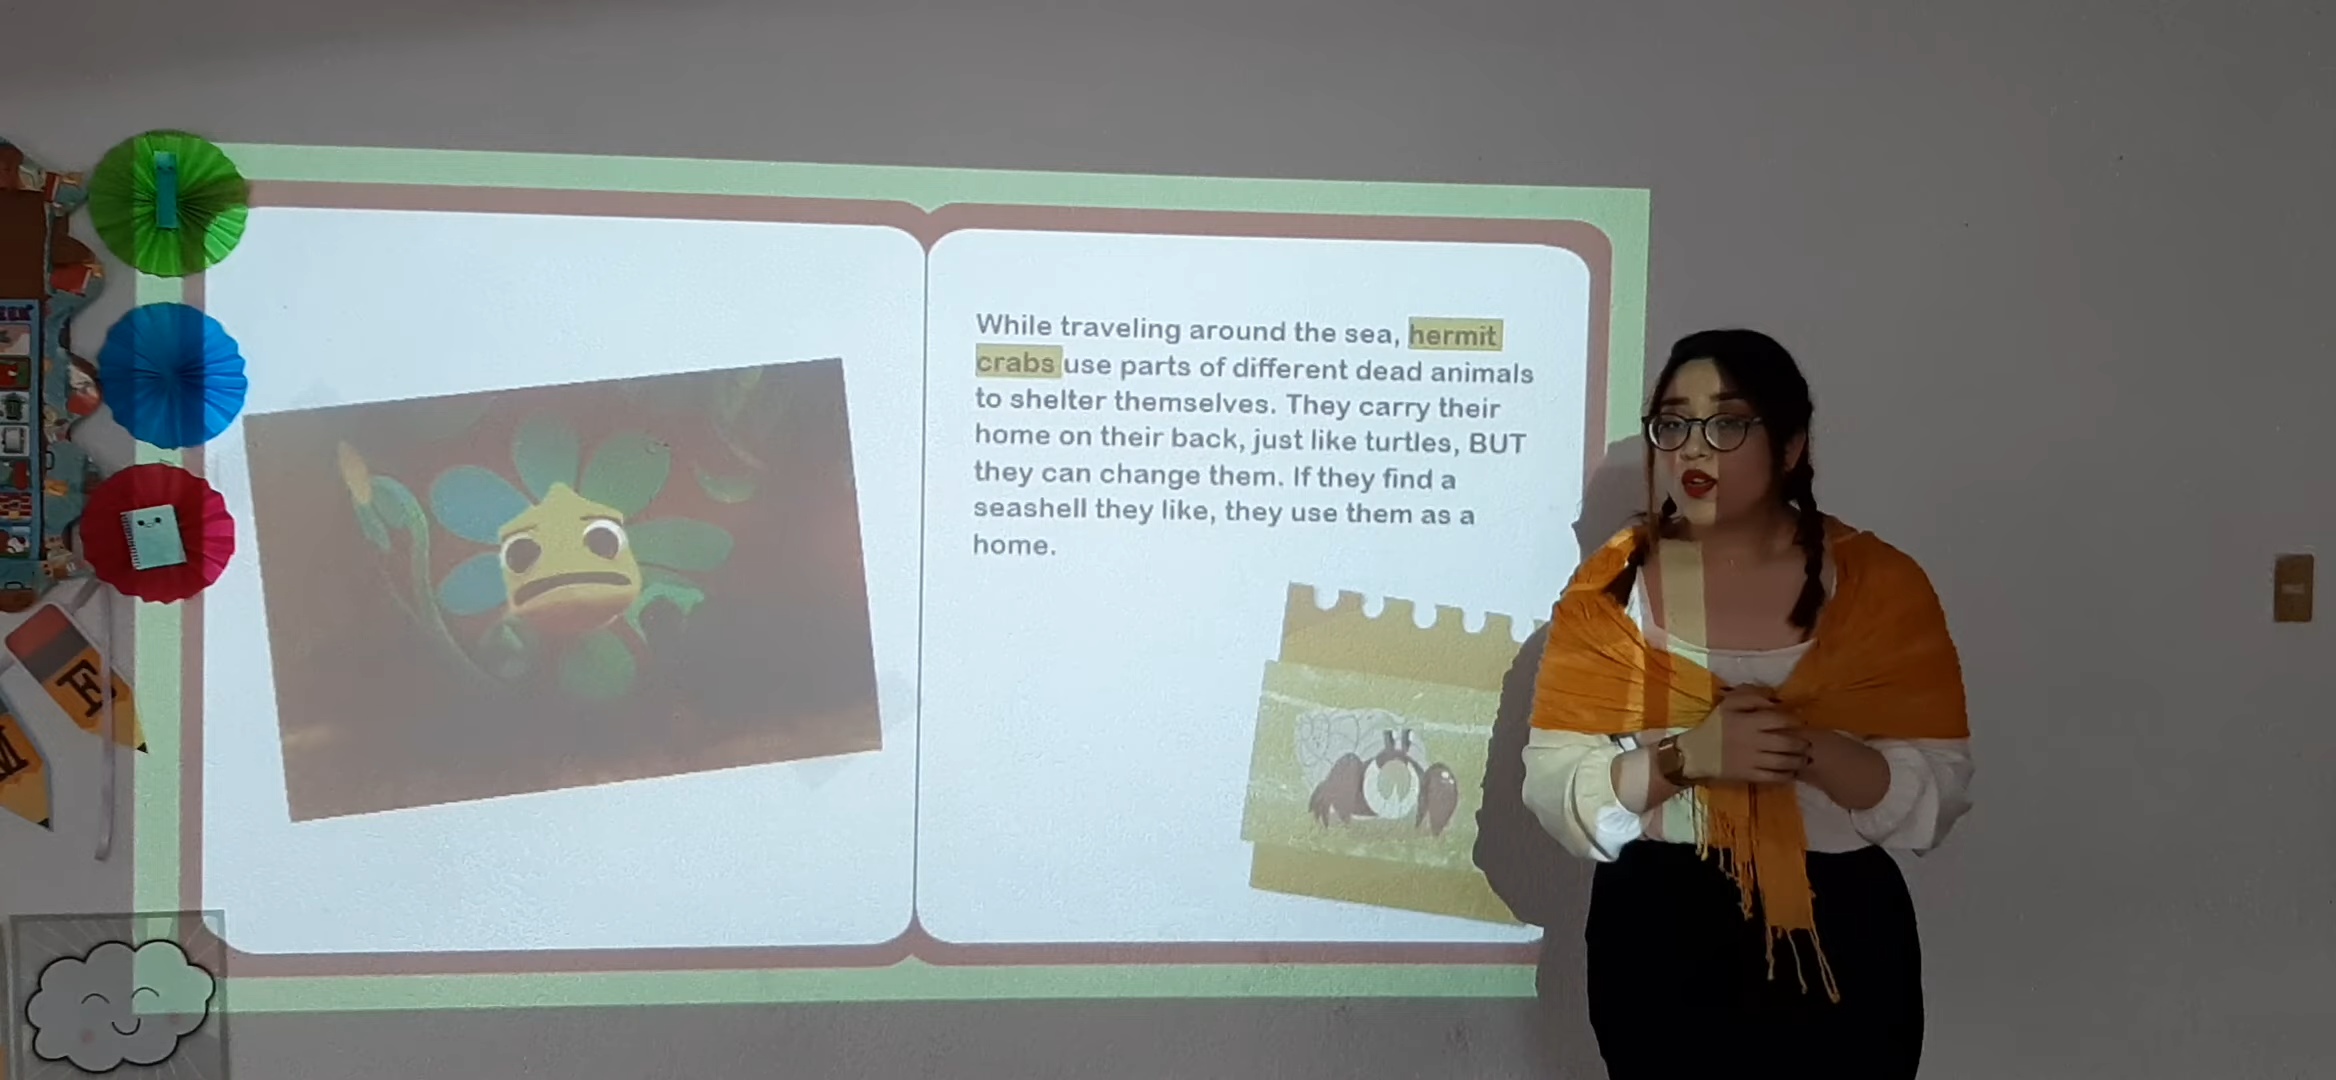 While traveling around the sea, hermit
crabs use parts of different dead animals
to shelter themselves. They carry their
home on their back, just like turtles, BUT
they can change them. If they find a
seashell they like, they use them as a
home.
E
M